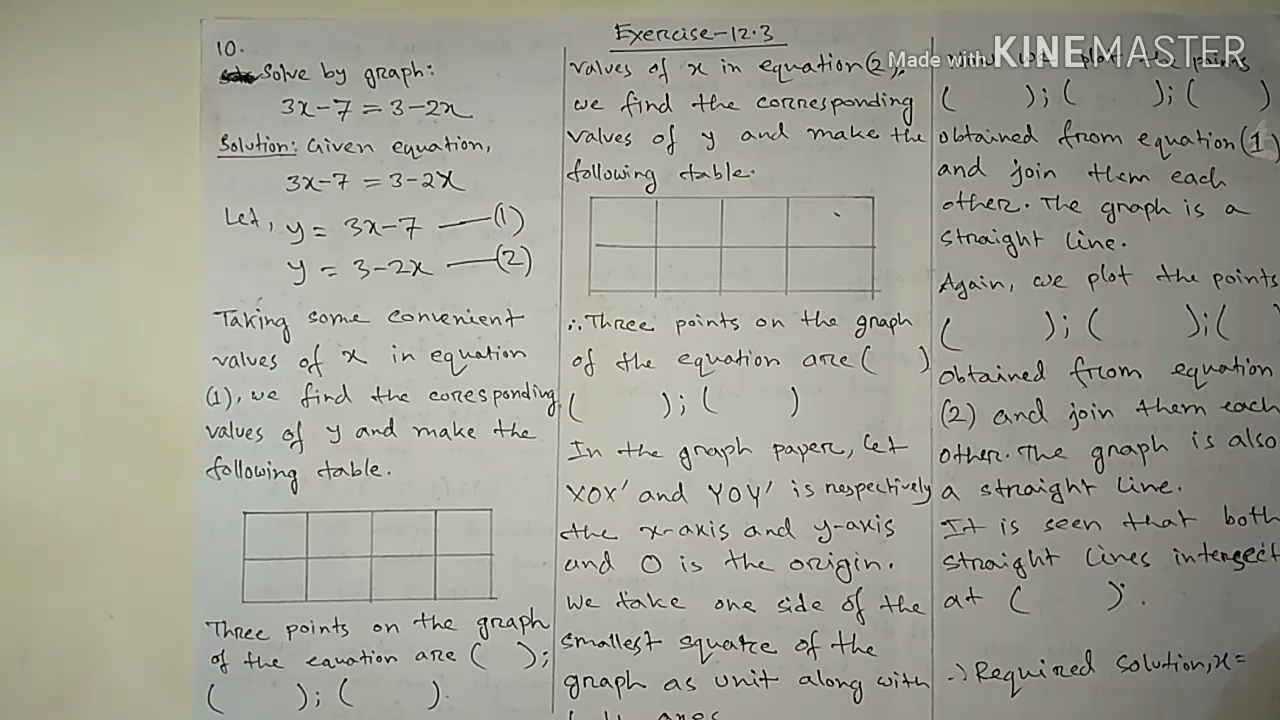 Exercise-12.3
10.
Solve by graph:
3x-7 = 3-2x
Solution: Given equation,
3x-7 = 3-2x
Let, y = 3x-7 —(1)
y = 3-2x —(2)
Taking some convenient
values of x in equation
(1), we find the corresponding
values of y and make the
following table.
Three points on the graph
of the equation are ( );
( ); ( ).
values of x in equation (2),
we find the corresponding
values of y and make the
following table.
∴ Three points on the graph
of the equation are ( )
( ); ( )
In the graph paper, let
XOX' and YOY' is respectively
the x-axis and y-axis
and O is the origin.
We take one side of the
smallest square of the
graph as unit along with
Made with KINEMASTER
plot the points
( ); ( ); ( )
obtained from equation (1)
and join them each
other. The graph is a
straight line.
Again, we plot the points
( ); ( ); (
obtained from equation
(2) and join them each
other. The graph is also
a straight line.
It is seen that both
straight lines intersect
at ( ).
∴ Required solution, x=